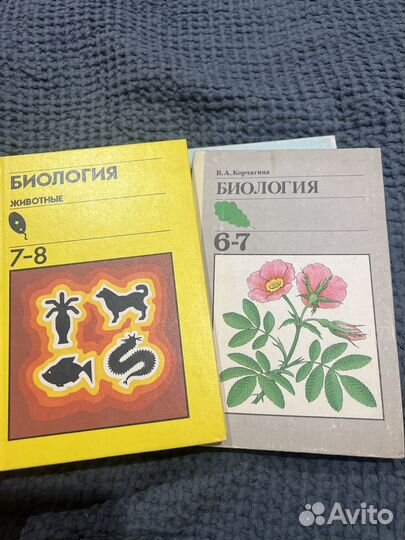 БИОЛОГИЯ
ЖИВОТНЫЕ
7-8
В. А. Корчагина
БИОЛОГИЯ
6-7
Avito